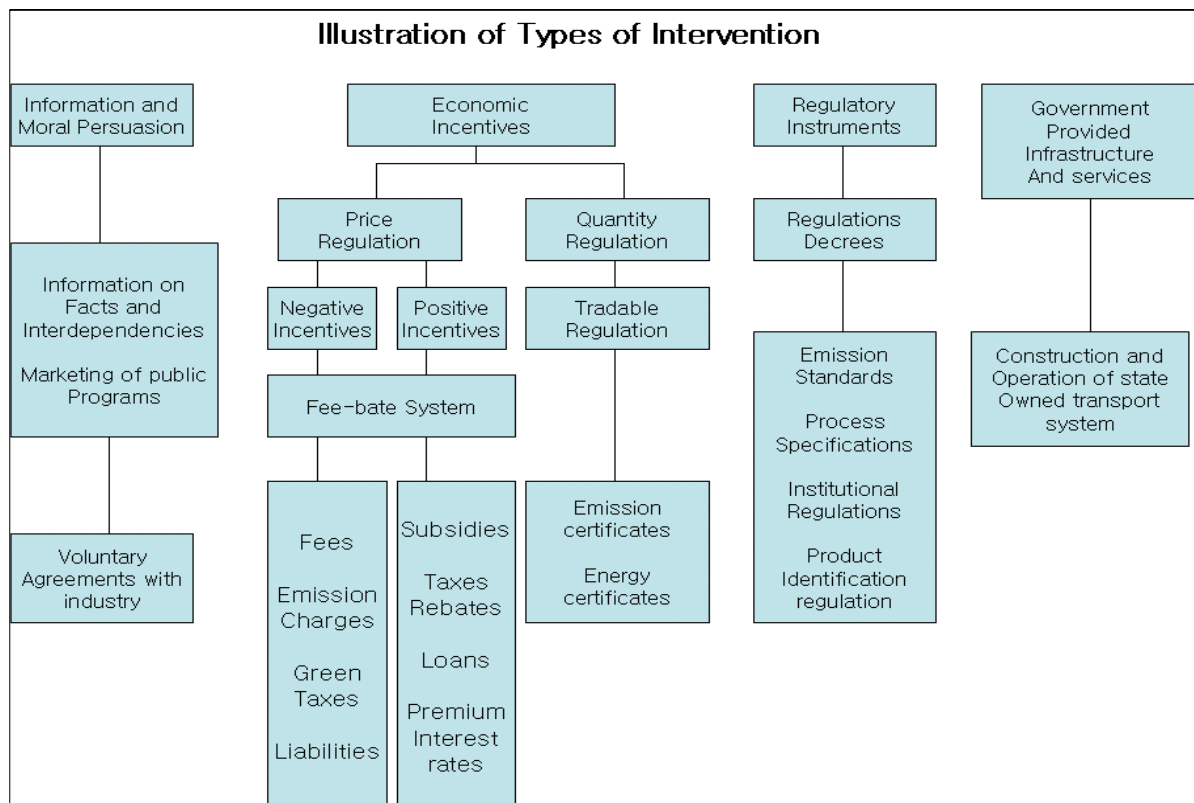 Illustration of Types of Intervention
Information and
Moral Persuasion
Information on
Facts and
Interdependencies
Marketing of public
Programs
Voluntary
Agreements with
industry
Economic
Incentives
Price
Regulation
Negative
Incentives
Positive
Incentives
Fee-bate System
Fees
Emission
Charges
Green
Taxes
Liabilities
Subsidies
Taxes
Rebates
Loans
Premium
Interest
rates
Quantity
Regulation
Tradable
Regulation
Emission
certificates
Energy
certificates
Regulatory
Instruments
Regulations
Decrees
Emission
Standards
Process
Specifications
Institutional
Regulations
Product
Identification
regulation
Government
Provided
Infrastructure
And services
Construction and
Operation of state
Owned transport
system